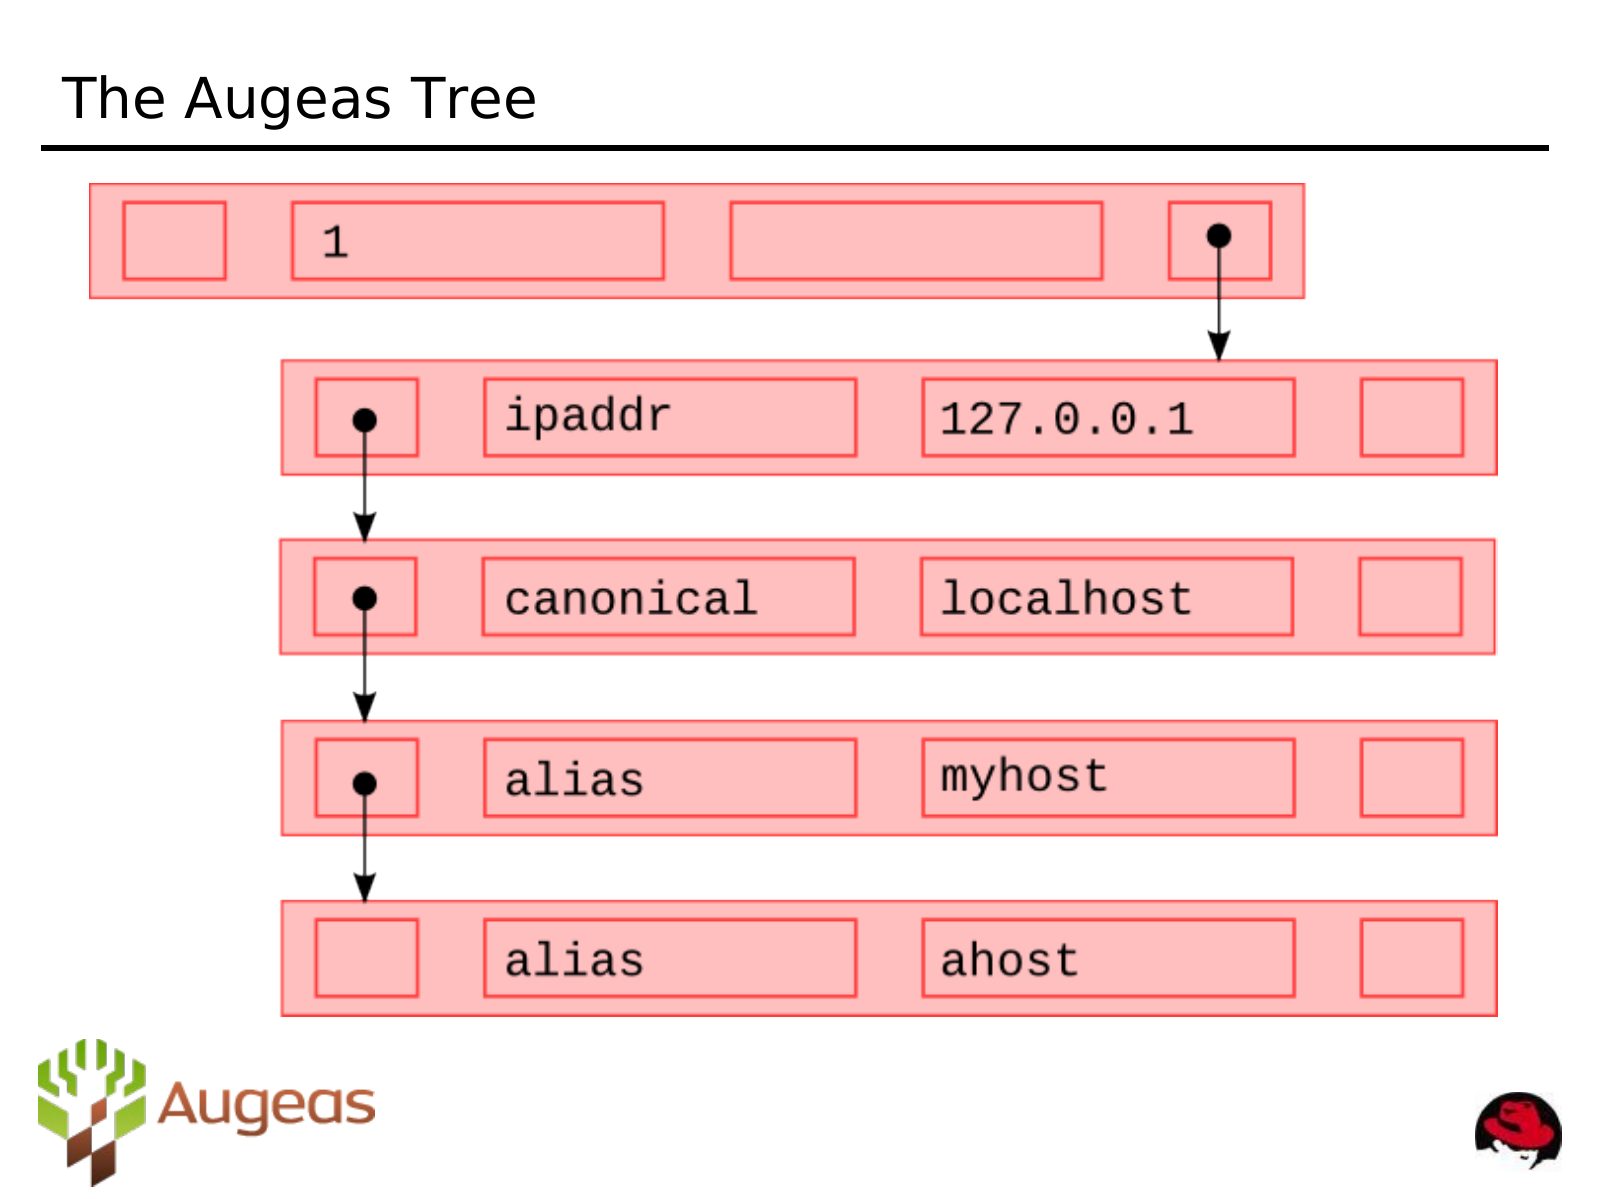 The Augeas Tree
1
ipaddr 127.0.0.1
canonical localhost
alias myhost
alias ahost
Augeas